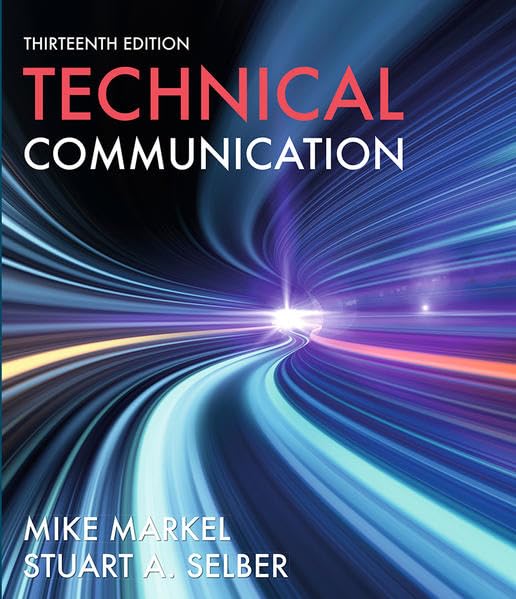 THIRTEENTH EDITION
TECHNICAL
COMMUNICATION
MIKE MARKEL
STUART A. SELBER